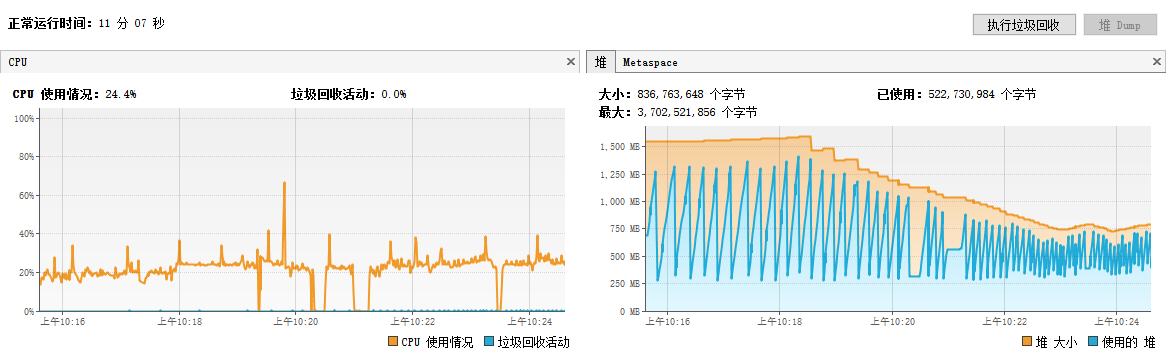 正常运行时间: 11 分 07 秒
执行垃圾回收
堆 Dump
CPU
CPU 使用情况: 24.4%
垃圾回收活动: 0.0%
100%
80%
60%
40%
20%
0%
上午10:16
上午10:18
上午10:20
上午10:22
上午10:24
CPU 使用情况
垃圾回收活动
堆
Metaspace
大小: 836,763,648 个字节
已使用: 522,730,984 个字节
最大: 3,702,521,856 个字节
1,500 MB
1,250 MB
1,000 MB
750 MB
500 MB
250 MB
0 MB
上午10:16
上午10:18
上午10:20
上午10:22
上午10:24
堆 大小
使用的 堆